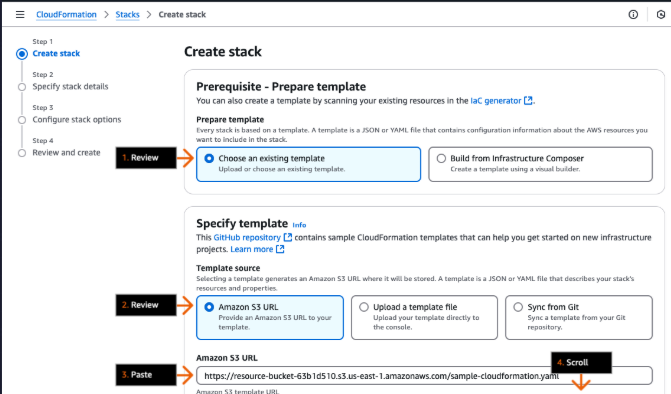 CloudFormation > Stacks > Create stack
Step 1
Create stack
Step 2
Specify stack details
Step 3
Configure stack options
Step 4
Review and create
Create stack
Prerequisite - Prepare template
You can also create a template by scanning your existing resources in the IaC generator.
Prepare template
Every stack is based on a template. A template is a JSON or YAML file that contains configuration information about the AWS resources you
want to include in the stack.
1. Review
Choose an existing template
Upload or choose an existing template.
Build from Infrastructure Composer
Create a template using a visual builder.
Specify template Info
This GitHub repository contains sample CloudFormation templates that can help you get started on new infrastructure
projects. Learn more
Template source
Selecting a template generates an Amazon S3 URL where it will be stored. A template is a JSON or YAML file that describes your stack's
resources and properties.
2. Review
Amazon S3 URL
Provide an Amazon S3 URL to your
template.
Upload a template file
Upload your template directly to
the console.
Sync from Git
Sync a template from your Git
repository.
Amazon S3 URL
4. Scroll
3. Paste
https://resource-bucket-63b1d510.s3.us-east-1.amazonaws.com/sample-cloudformation.yaml
Amazon S3 template URL